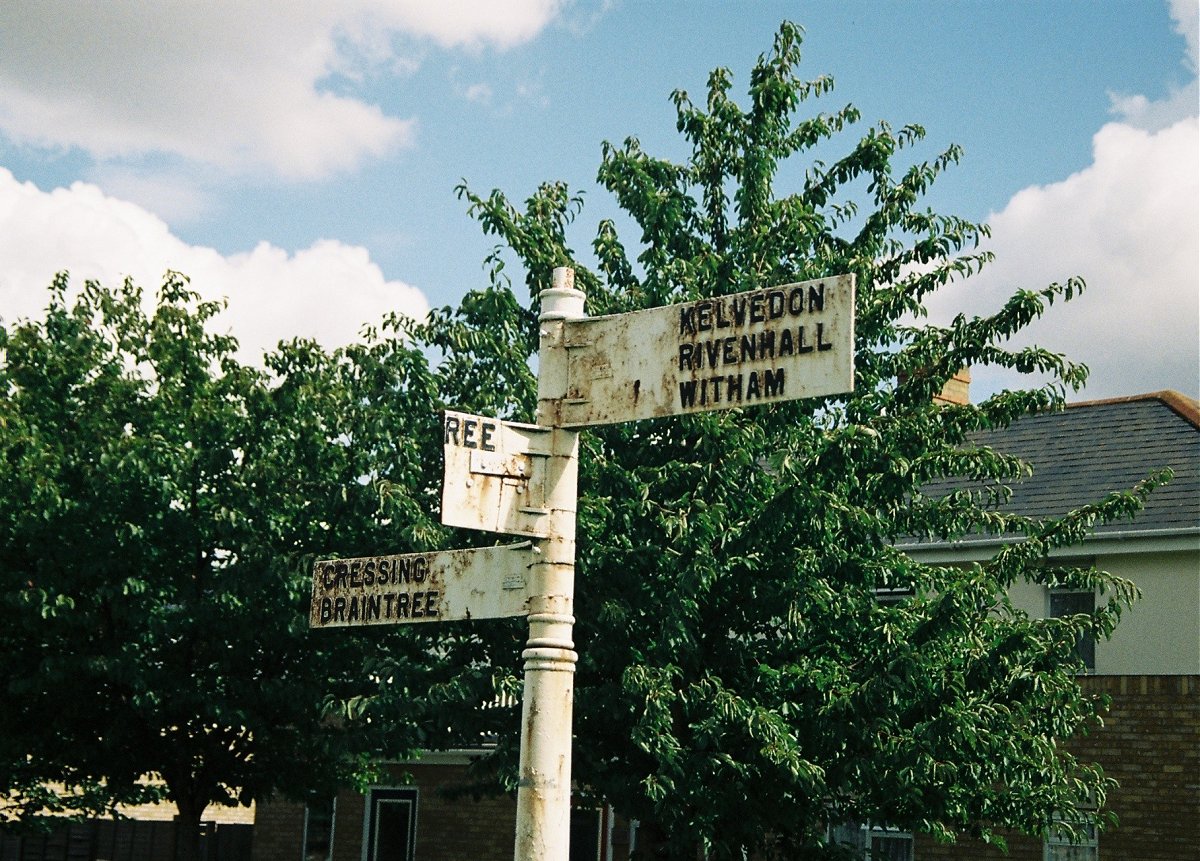 KELVEDON
RIVENHALL
WITHAM
REE
CRESSING
BRAINTREE